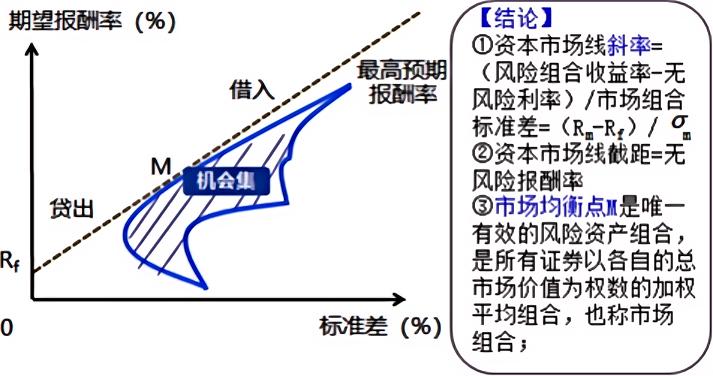 期望报酬率（%）
最高预期
报酬率
借入
M
机会集
贷出
Rf
0
标准差（%）
【结论】
①资本市场线斜率=
（风险组合收益率-无
风险利率）/市场组合
标准差=（Rm-Rf）/ σm
②资本市场线截距=无
风险报酬率
③市场均衡点M是唯一
有效的风险资产组合，
是所有证券以各自的总
市场价值为权数的加权
平均组合，也称市场
组合；